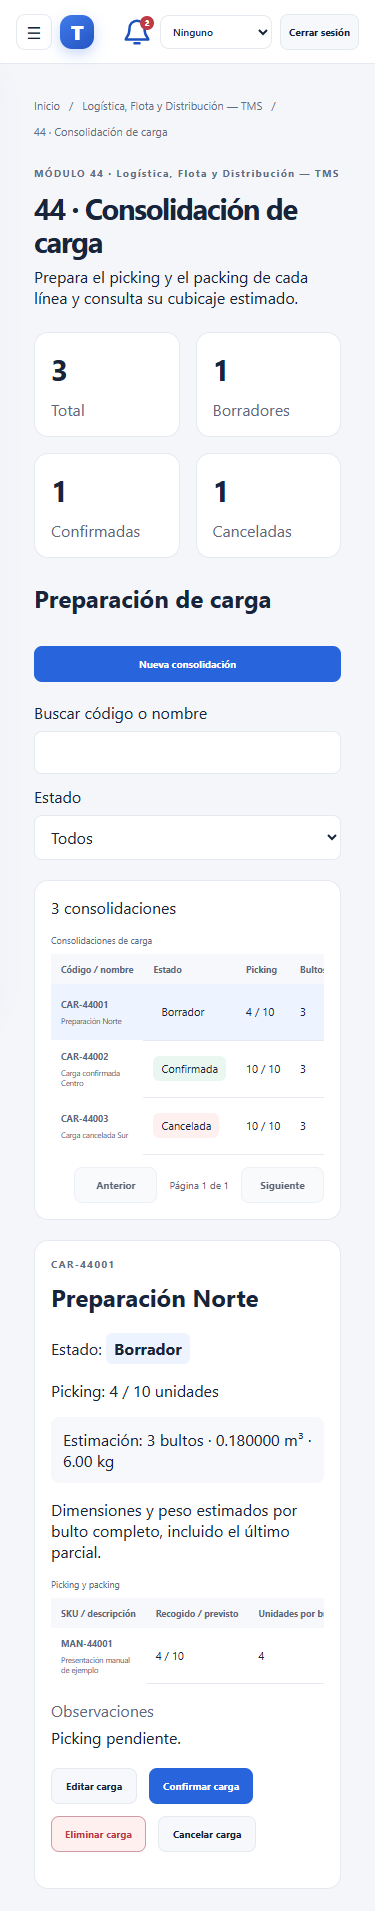 ☰ T 2 Ninguno Cerrar sesión
Inicio / Logística, Flota y Distribución — TMS /
44 · Consolidación de carga
MÓDULO 44 · Logística, Flota y Distribución — TMS
44 · Consolidación de
carga
Prepara el picking y el packing de cada
línea y consulta su cubicaje estimado.
3 1
Total Borradores
1 1
Confirmadas Canceladas
Preparación de carga
Nueva consolidación
Buscar código o nombre
Estado
Todos
3 consolidaciones
Consolidaciones de carga
Código / nombre Estado Picking Bultos
CAR-44001
Preparación Norte
Borrador 4 / 10 3
CAR-44002
Carga confirmada
Centro
Confirmada 10 / 10 3
CAR-44003
Carga cancelada Sur
Cancelada 10 / 10 3
Anterior Página 1 de 1 Siguiente
CAR-44001
Preparación Norte
Estado: Borrador
Picking: 4 / 10 unidades
Estimación: 3 bultos · 0.180000 m³ ·
6.00 kg
Dimensiones y peso estimados por
bulto completo, incluido el último
parcial.
Picking y packing
SKU / descripción Recogido / previsto Unidades por bu
MAN-44001
Presentación manual
de ejemplo
4 / 10 4
Observaciones
Picking pendiente.
Editar carga Confirmar carga
Eliminar carga Cancelar carga